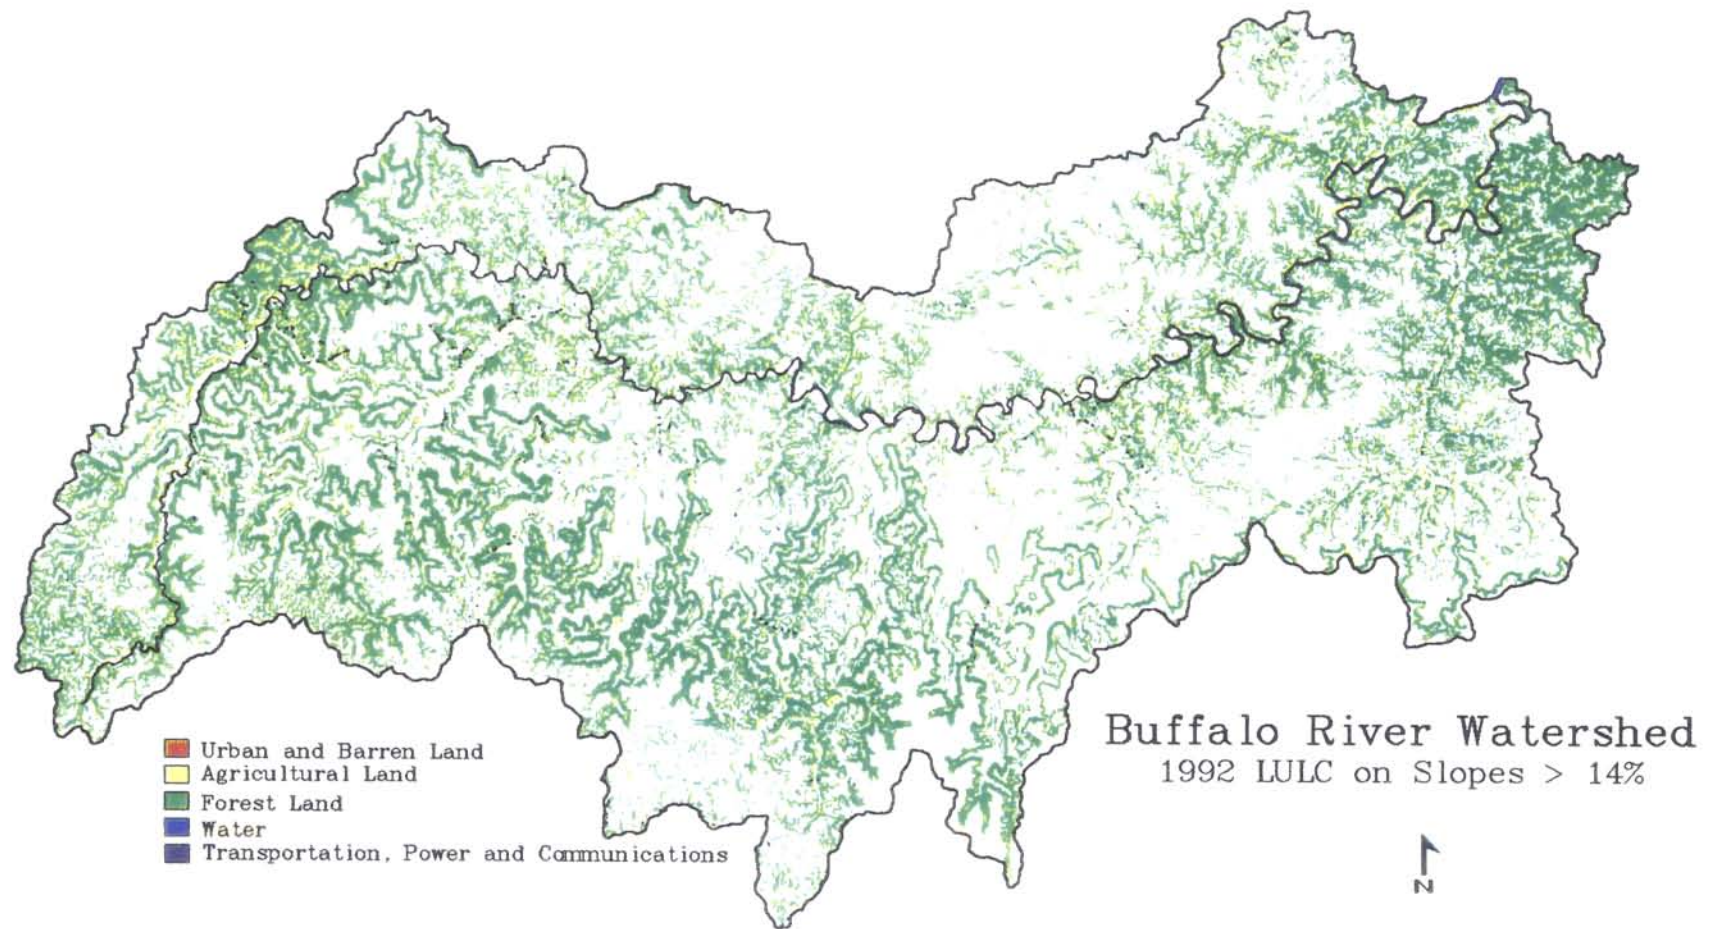 Urban and Barren Land
Agricultural Land
Forest Land
Water
Transportation, Power and Communications
Buffalo River Watershed
1992 LULC on Slopes > 14%
N